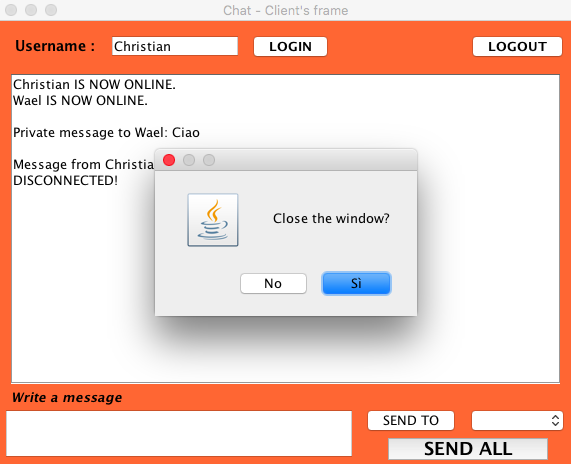 Chat - Client's frame
Username :
Christian
LOGIN
LOGOUT
Christian IS NOW ONLINE.
Wael IS NOW ONLINE.
Private message to Wael: Ciao
Message from Christia
DISCONNECTED!
Close the window?
No
Sì
Write a message
SEND TO
SEND ALL